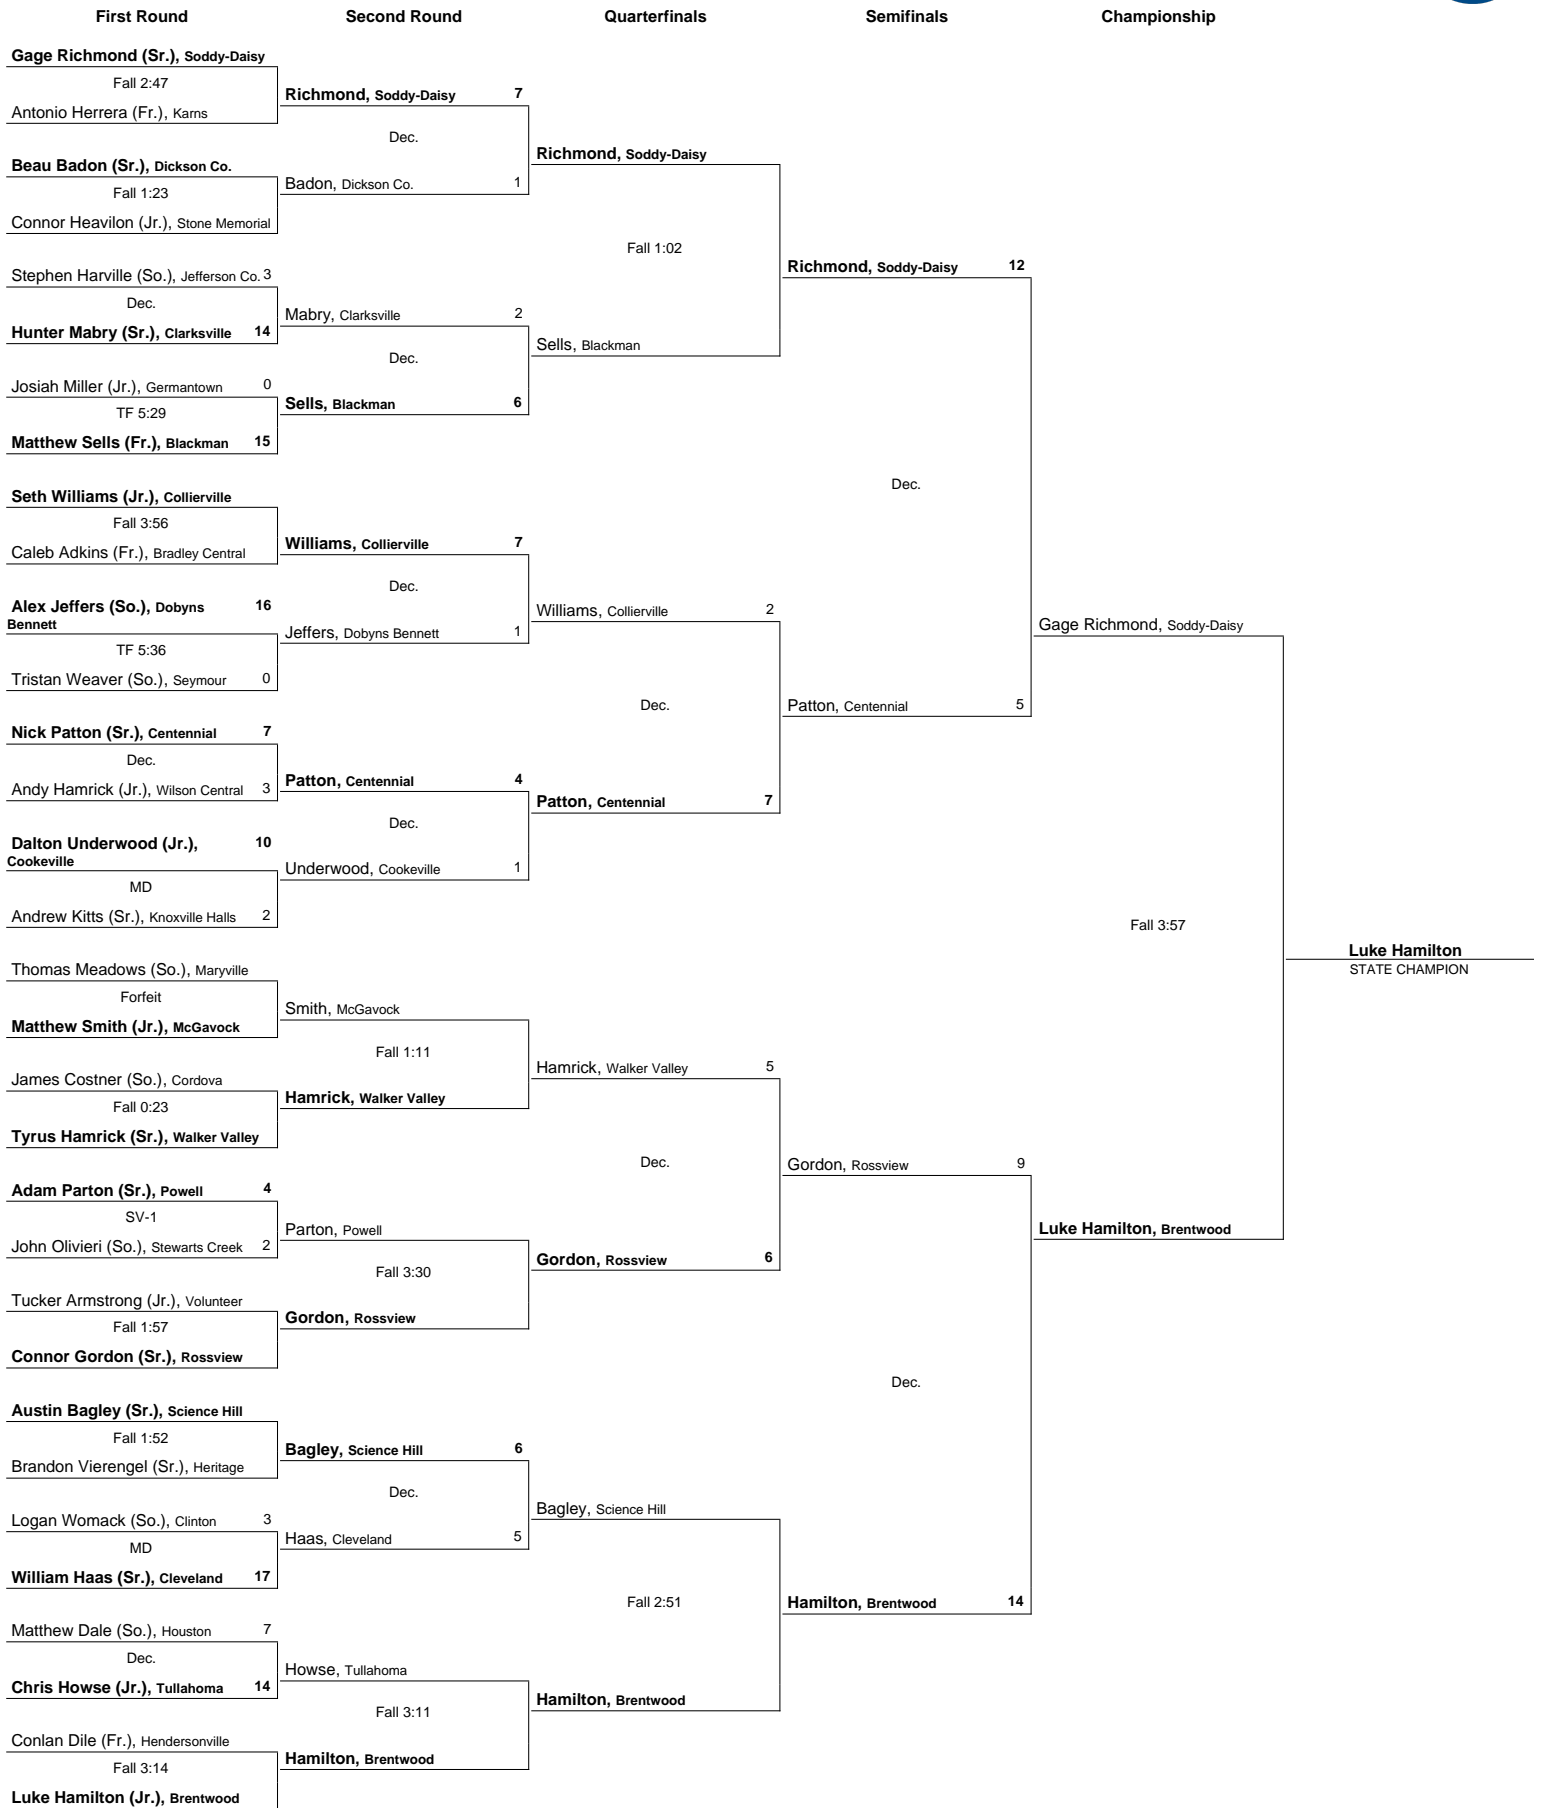 First Round
Second Round
Quarterfinals
Semifinals
Championship
Gage Richmond (Sr.), Soddy-Daisy
Fall 2:47
Antonio Herrera (Fr.), Karns
Beau Badon (Sr.), Dickson Co.
Fall 1:23
Connor Heavilon (Jr.), Stone Memorial
Stephen Harville (So.), Jefferson Co. 3
Dec.
Hunter Mabry (Sr.), Clarksville 14
Josiah Miller (Jr.), Germantown 0
TF 5:29
Matthew Sells (Fr.), Blackman 15
Seth Williams (Jr.), Collierville
Fall 3:56
Caleb Adkins (Fr.), Bradley Central
Alex Jeffers (So.), Dobyns 16
Bennett
TF 5:36
Tristan Weaver (So.), Seymour 0
Nick Patton (Sr.), Centennial 7
Dec.
Andy Hamrick (Jr.), Wilson Central 3
Dalton Underwood (Jr.), 10
Cookeville
MD
Andrew Kitts (Sr.), Knoxville Halls 2
Thomas Meadows (So.), Maryville
Forfeit
Matthew Smith (Jr.), McGavock
James Costner (So.), Cordova
Fall 0:23
Tyrus Hamrick (Sr.), Walker Valley
Adam Parton (Sr.), Powell 4
SV-1
John Olivieri (So.), Stewarts Creek 2
Tucker Armstrong (Jr.), Volunteer
Fall 1:57
Connor Gordon (Sr.), Rossview
Austin Bagley (Sr.), Science Hill
Fall 1:52
Brandon Vierengel (Sr.), Heritage
Logan Womack (So.), Clinton 3
MD
William Haas (Sr.), Cleveland 17
Matthew Dale (So.), Houston 7
Dec.
Chris Howse (Jr.), Tullahoma 14
Conlan Dile (Fr.), Hendersonville
Fall 3:14
Luke Hamilton (Jr.), Brentwood
Richmond, Soddy-Daisy 7
Dec.
Badon, Dickson Co. 1
Mabry, Clarksville 2
Dec.
Sells, Blackman 6
Williams, Collierville 7
Dec.
Jeffers, Dobyns Bennett 1
Patton, Centennial 4
Dec.
Underwood, Cookeville 1
Smith, McGavock
Fall 1:11
Hamrick, Walker Valley
Parton, Powell
Fall 3:30
Gordon, Rossview
Bagley, Science Hill 6
Dec.
Haas, Cleveland 5
Howse, Tullahoma
Fall 3:11
Hamilton, Brentwood
Richmond, Soddy-Daisy
Fall 1:02
Sells, Blackman
Williams, Collierville 2
Dec.
Patton, Centennial 7
Hamrick, Walker Valley 5
Dec.
Gordon, Rossview 6
Bagley, Science Hill
Fall 2:51
Hamilton, Brentwood
Richmond, Soddy-Daisy 12
Dec.
Patton, Centennial 5
Gordon, Rossview 9
Dec.
Hamilton, Brentwood 14
Gage Richmond, Soddy-Daisy
Fall 3:57
Luke Hamilton, Brentwood
Luke Hamilton
STATE CHAMPION